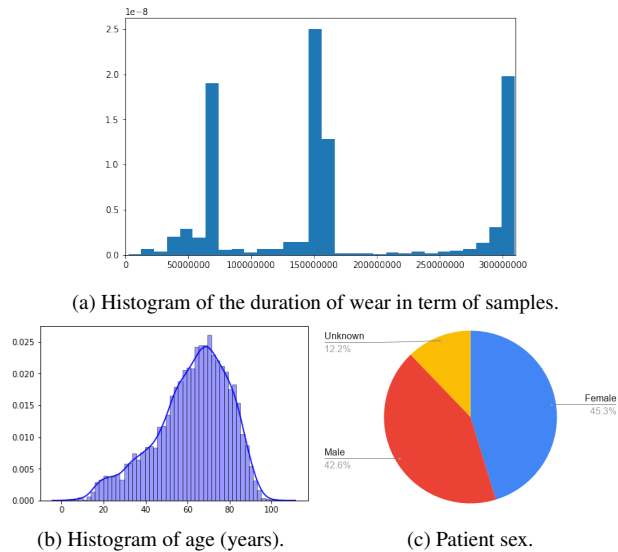 1e−8
2.5
2.0
1.5
1.0
0.5
0.0
0 50000000 100000000 150000000 200000000 250000000 300000000
(a) Histogram of the duration of wear in term of samples.
0.025
0.020
0.015
0.010
0.005
0.000
0 20 40 60 80 100
(b) Histogram of age (years).
Unknown
12.2%
Female
45.3%
Male
42.6%
(c) Patient sex.